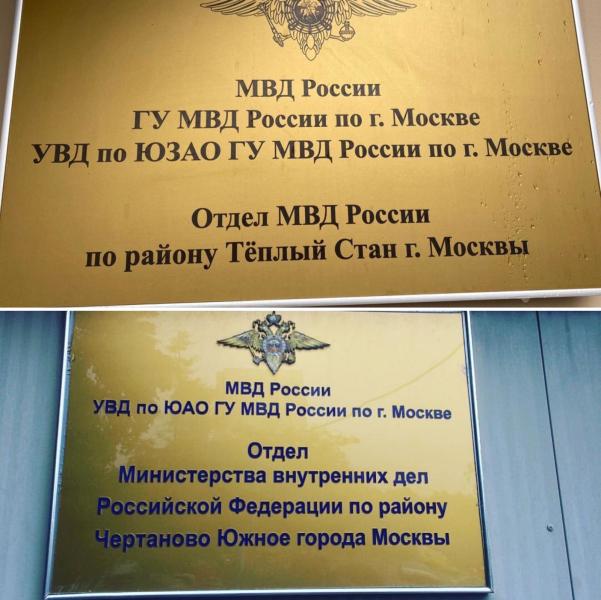 МВД России
ГУ МВД России по г. Москве
УВД по ЮЗАО ГУ МВД России по г. Москве
Отдел МВД России
по району Тёплый Стан г. Москвы
МВД России
УВД по ЮАО ГУ МВД России по г. Москве
Отдел
Министерства внутренних дел
Российской Федерации по району
Чертаново Южное города Москвы